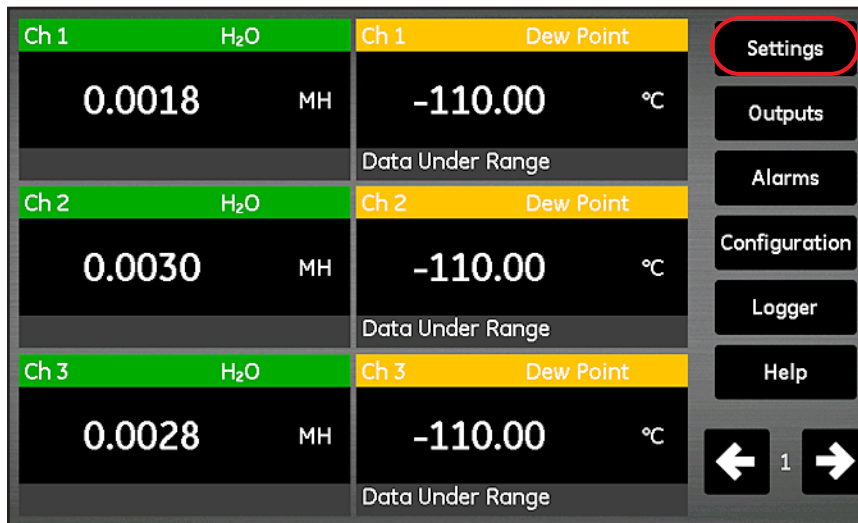 Ch 1 H₂O
0.0018 MH
Ch 1 Dew Point
-110.00 °C
Data Under Range
Ch 2 H₂O
0.0030 MH
Ch 2 Dew Point
-110.00 °C
Data Under Range
Ch 3 H₂O
0.0028 MH
Ch 3 Dew Point
-110.00 °C
Data Under Range
Settings
Outputs
Alarms
Configuration
Logger
Help
1